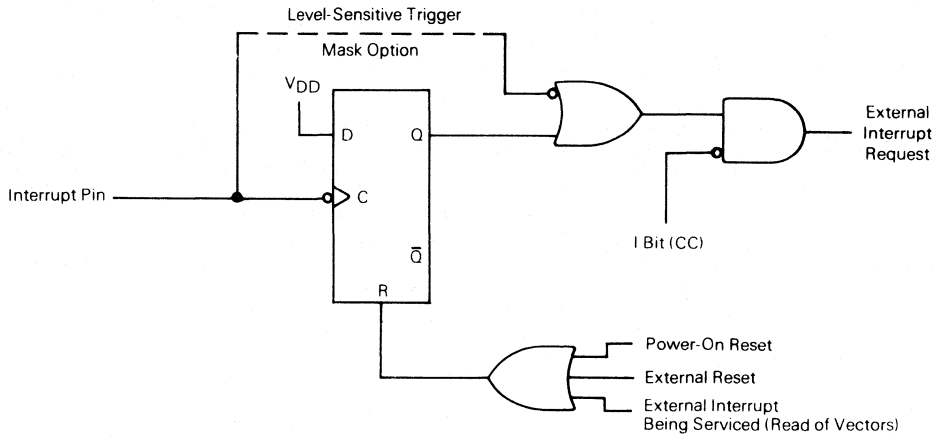 Level-Sensitive Trigger
Mask Option
VDD
D
Q
External
Interrupt
Request
Interrupt Pin
C
I Bit (CC)
Q̅
R
Power-On Reset
External Reset
External Interrupt
Being Serviced (Read of Vectors)